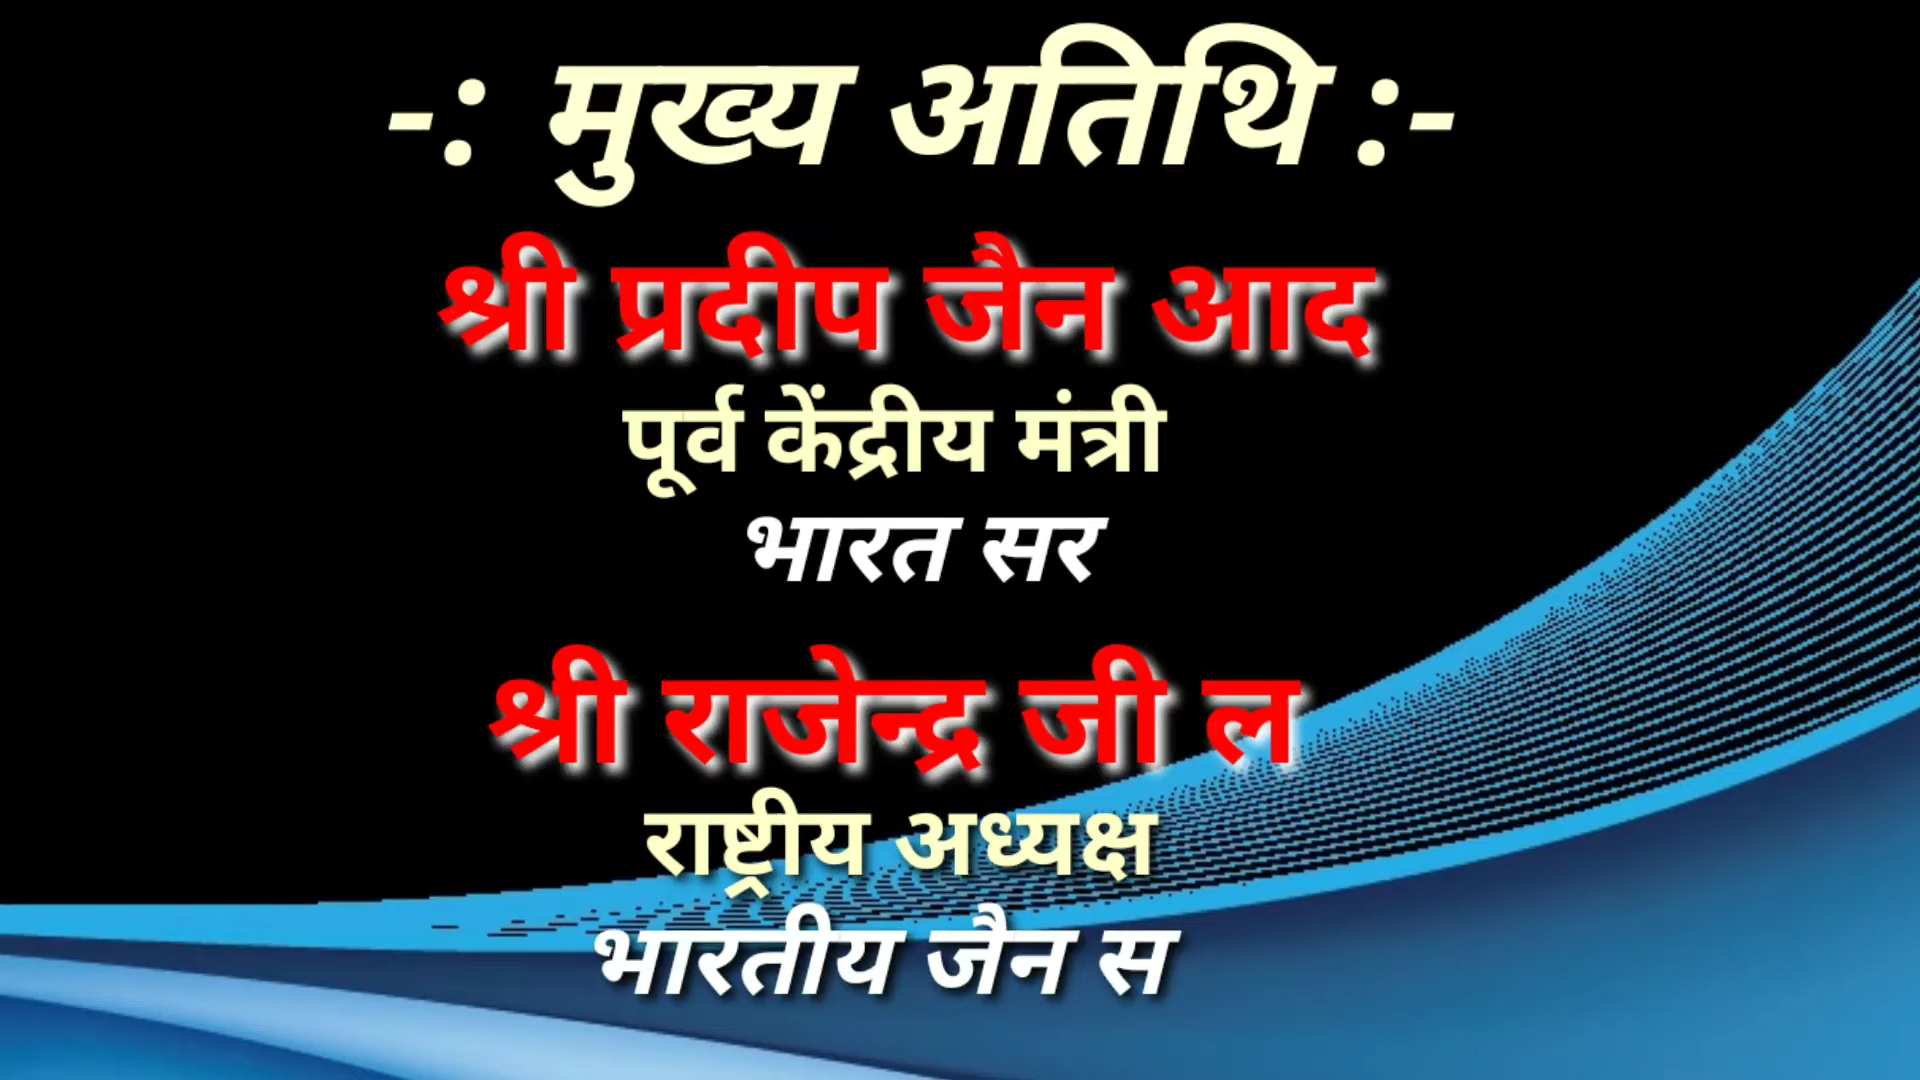 -: मुख्य अतिथि :-
श्री प्रदीप जैन आद
पूर्व केंद्रीय मंत्री
भारत सर
श्री राजेन्द्र जी ल
राष्ट्रीय अध्यक्ष
भारतीय जैन स